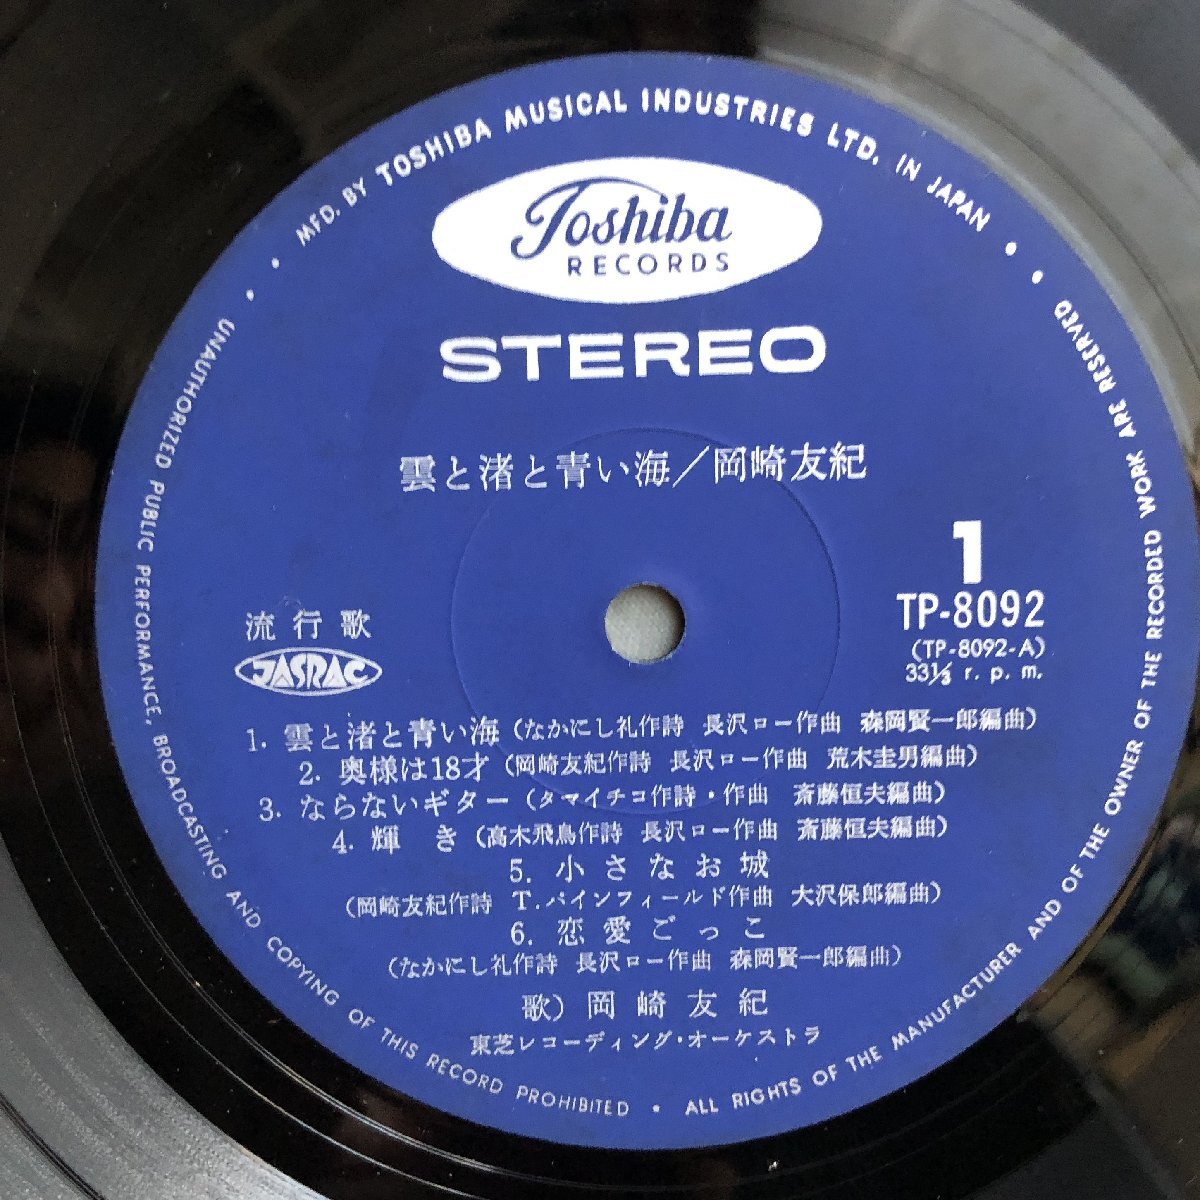 MFD. BY TOSHIBA MUSICAL INDUSTRIES LTD. IN JAPAN
Toshiba
RECORDS
STEREO
雲と渚と青い海/岡崎友紀
1
TP-8092
(TP-8092-A)
33⅓ r.p.m.
流行歌
JASRAC
1. 雲と渚と青い海 (なかにし礼作詩 長沢ロー作曲 森岡賢一郎編曲)
2. 奥様は18才 (岡崎友紀作詩 長沢ロー作曲 荒木圭男編曲)
3. ならないギター (タマイチコ作詩・作曲 斎藤恒夫編曲)
4. 輝き (高木飛鳥作詩 長沢ロー作曲 斎藤恒夫編曲)
5. 小さなお城
(岡崎友紀作詩 T.パインフィールド作曲 大沢保郎編曲)
6. 恋愛ごっこ
(なかにし礼作詩 長沢ロー作曲 森岡賢一郎編曲)
歌) 岡崎友紀
東芝レコーディング・オーケストラ
UNAUTHORIZED PUBLIC PERFORMANCE, BROADCASTING AND COPYING OF THIS RECORD PROHIBITED • ALL RIGHTS OF THE MANUFACTURER AND OF THE OWNER OF THE RECORDED WORK ARE RESERVED